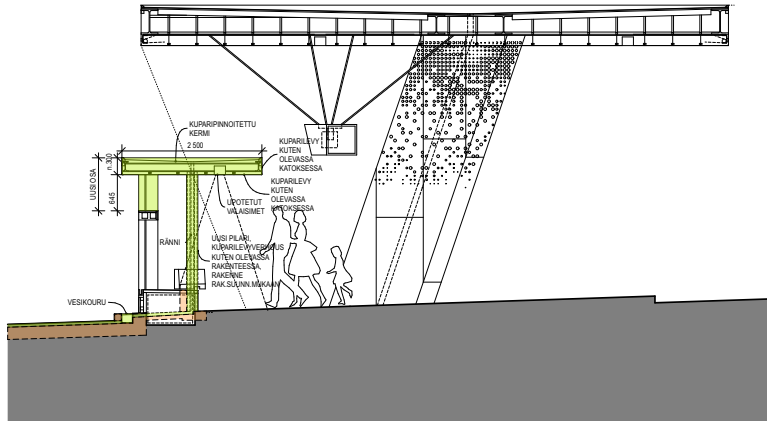 KUPARIPINNOITETTU
KERMI
2 500
n.300
UUSI OSA
645
KUPARILEVY
KUTEN
OLEVASSA
KATOKSESSA
KUPARILEVY
KUTEN
OLEVASSA
KATOKSESSA
UPOTETUT
VALAISIMET
RÄNNI
UUSI PILARI,
KUPARILEVYVERHOUS
KUTEN OLEVASSA
RAKENTEESSA,
RAKENNE
RAK.SUUNN.MUKAAN
VESIKOURU